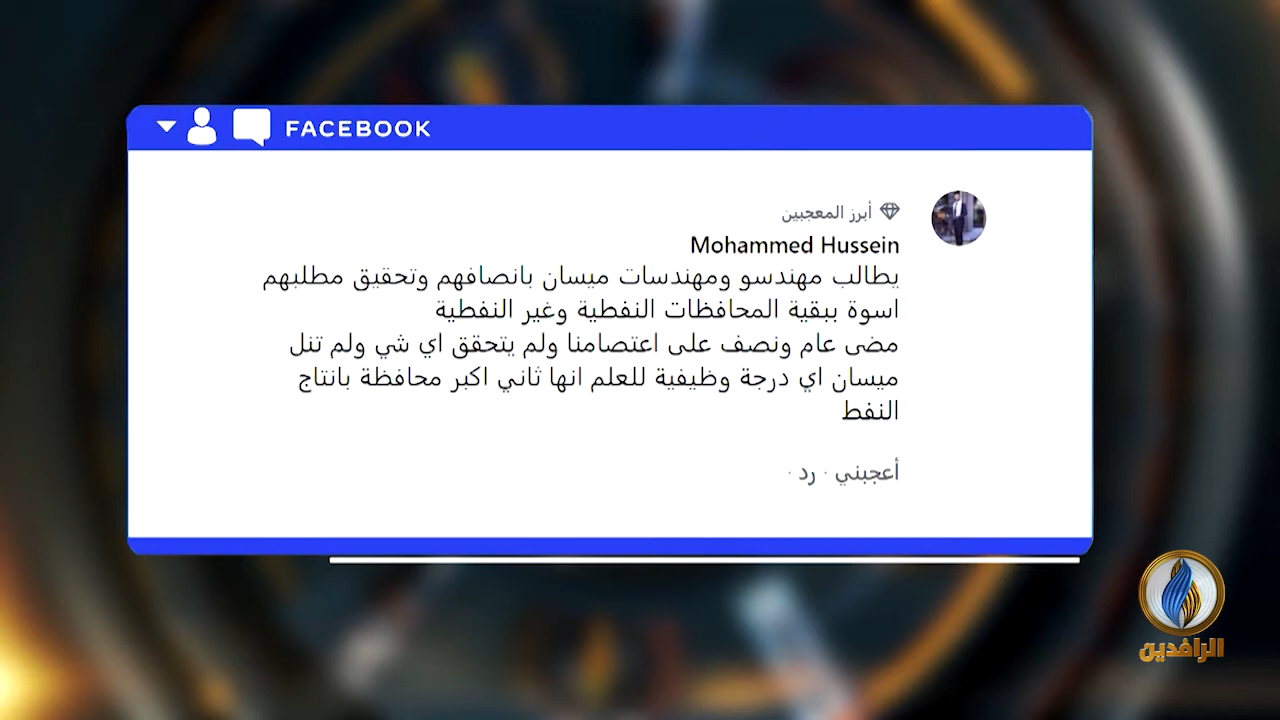 FACEBOOK
أبرز المعجبين
Mohammed Hussein
يطالب مهندسو ومهندسات ميسان بانصافهم وتحقيق مطلبهم
اسوة ببقية المحافظات النفطية وغير النفطية
مضى عام ونصف على اعتصامنا ولم يتحقق اي شي ولم تنل
ميسان اي درجة وظيفية للعلم انها ثاني اكبر محافظة بانتاج
النفط
أعجبني · رد ·
الرافدين